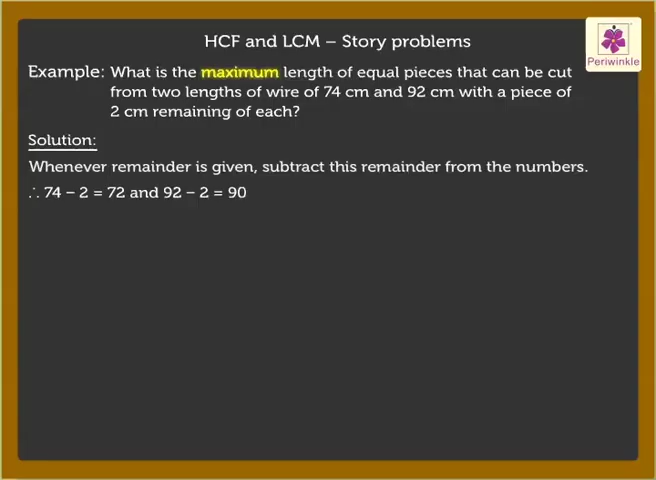 HCF and LCM – Story problems
Periwinkle
Example: What is the maximum length of equal pieces that can be cut
from two lengths of wire of 74 cm and 92 cm with a piece of
2 cm remaining of each?
Solution:
Whenever remainder is given, subtract this remainder from the numbers.
∴ 74 – 2 = 72 and 92 – 2 = 90